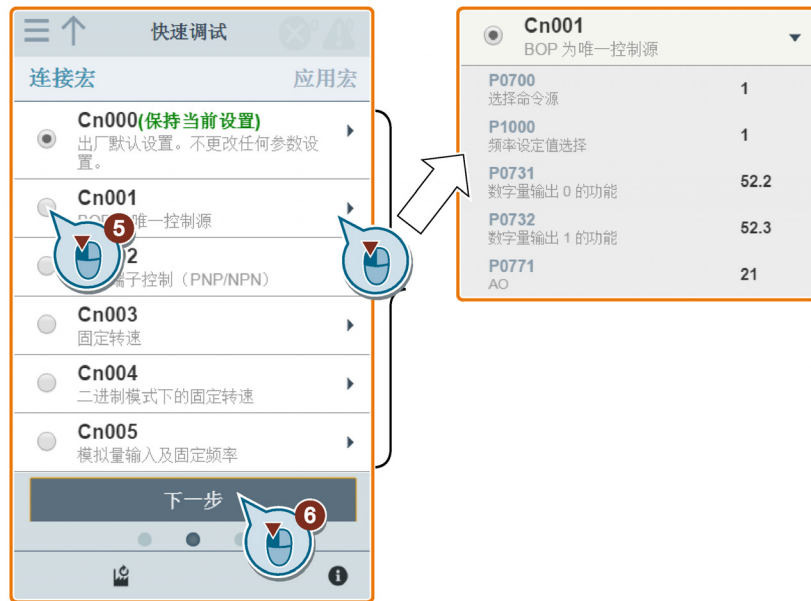 快速调试
连接宏 应用宏
Cn000(保持当前设置)
出厂默认设置。不更改任何参数设
置。
Cn001
唯一控制源
5
2
端子控制（PNP/NPN）
Cn003
固定转速
Cn004
二进制模式下的固定转速
Cn005
模拟量输入及固定频率
下一步
6
Cn001
BOP 为唯一控制源
P0700
选择命令源
1
P1000
频率设定值选择
1
P0731
数字量输出 0 的功能
52.2
P0732
数字量输出 1 的功能
52.3
P0771
AO
21